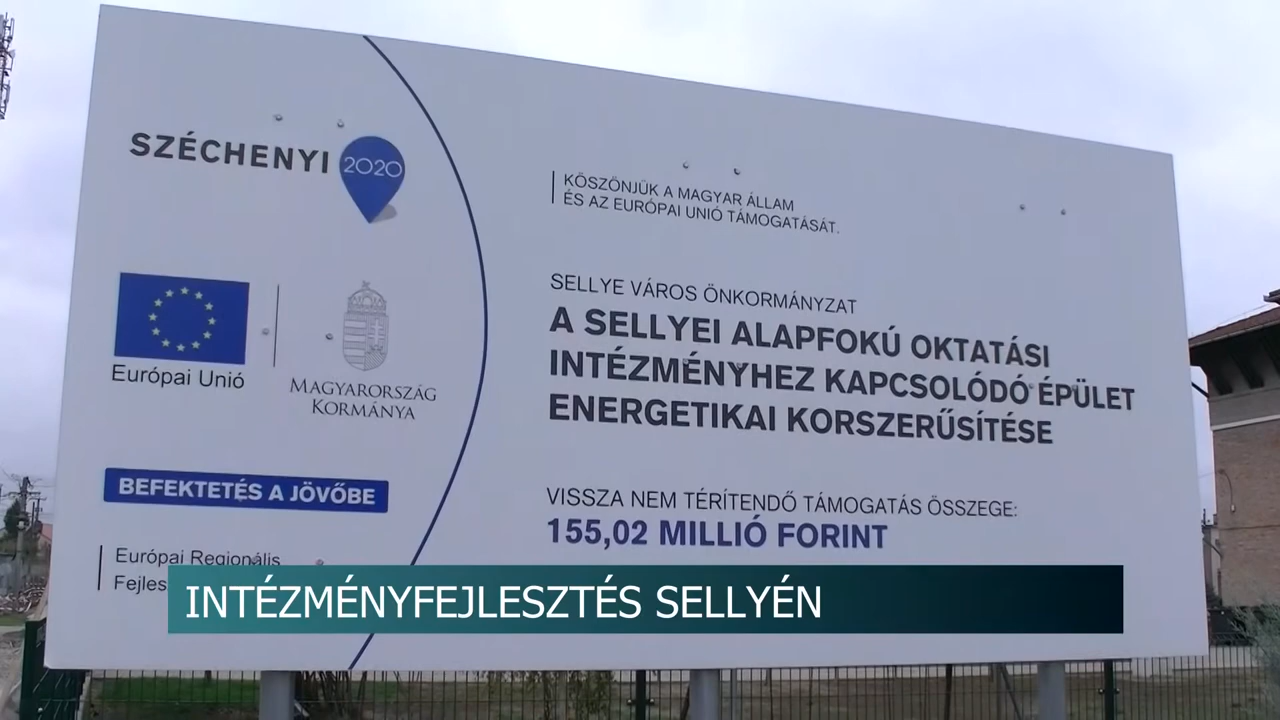 SZÉCHENYI 2020
Európai Unió
MAGYARORSZÁG
KORMÁNYA
BEFEKTETÉS A JÖVŐBE
Európai Regionális
KÖSZÖNJÜK A MAGYAR ÁLLAM
ÉS AZ EURÓPAI UNIÓ TÁMOGATÁSÁT.
SELLYE VÁROS ÖNKORMÁNYZAT
A SELLYEI ALAPFOKÚ OKTATÁSI
INTÉZMÉNYHEZ KAPCSOLÓDÓ ÉPÜLET
ENERGETIKAI KORSZERŰSÍTÉSE
VISSZA NEM TÉRÍTENDŐ TÁMOGATÁS ÖSSZEGE:
155,02 MILLIÓ FORINT
INTÉZMÉNYFEJLESZTÉS SELLYÉN